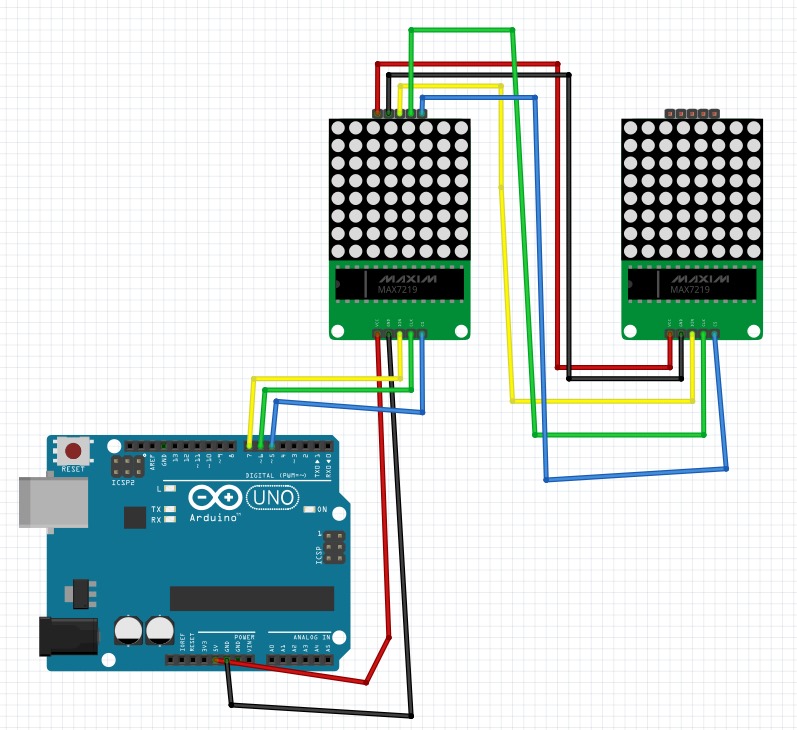 MAXIM
MAX7219
VCC
GND
DIN
CLK
CS
MAXIM
MAX7219
VCC
GND
DIN
CLK
CS
RESET
ICSP2
AREF
GND
13
12
~11
~10
~9
8
7
~6
~5
4
~3
2
TXO▶1
RXO◀0
DIGITAL (PWM=~)
L
TX
RX
UNO
Arduino™
ON
1
ICSP
POWER
ANALOG IN
IOREF
RESET
3V3
5V
GND
GND
VIN
A0
A1
A2
A3
A4
A5